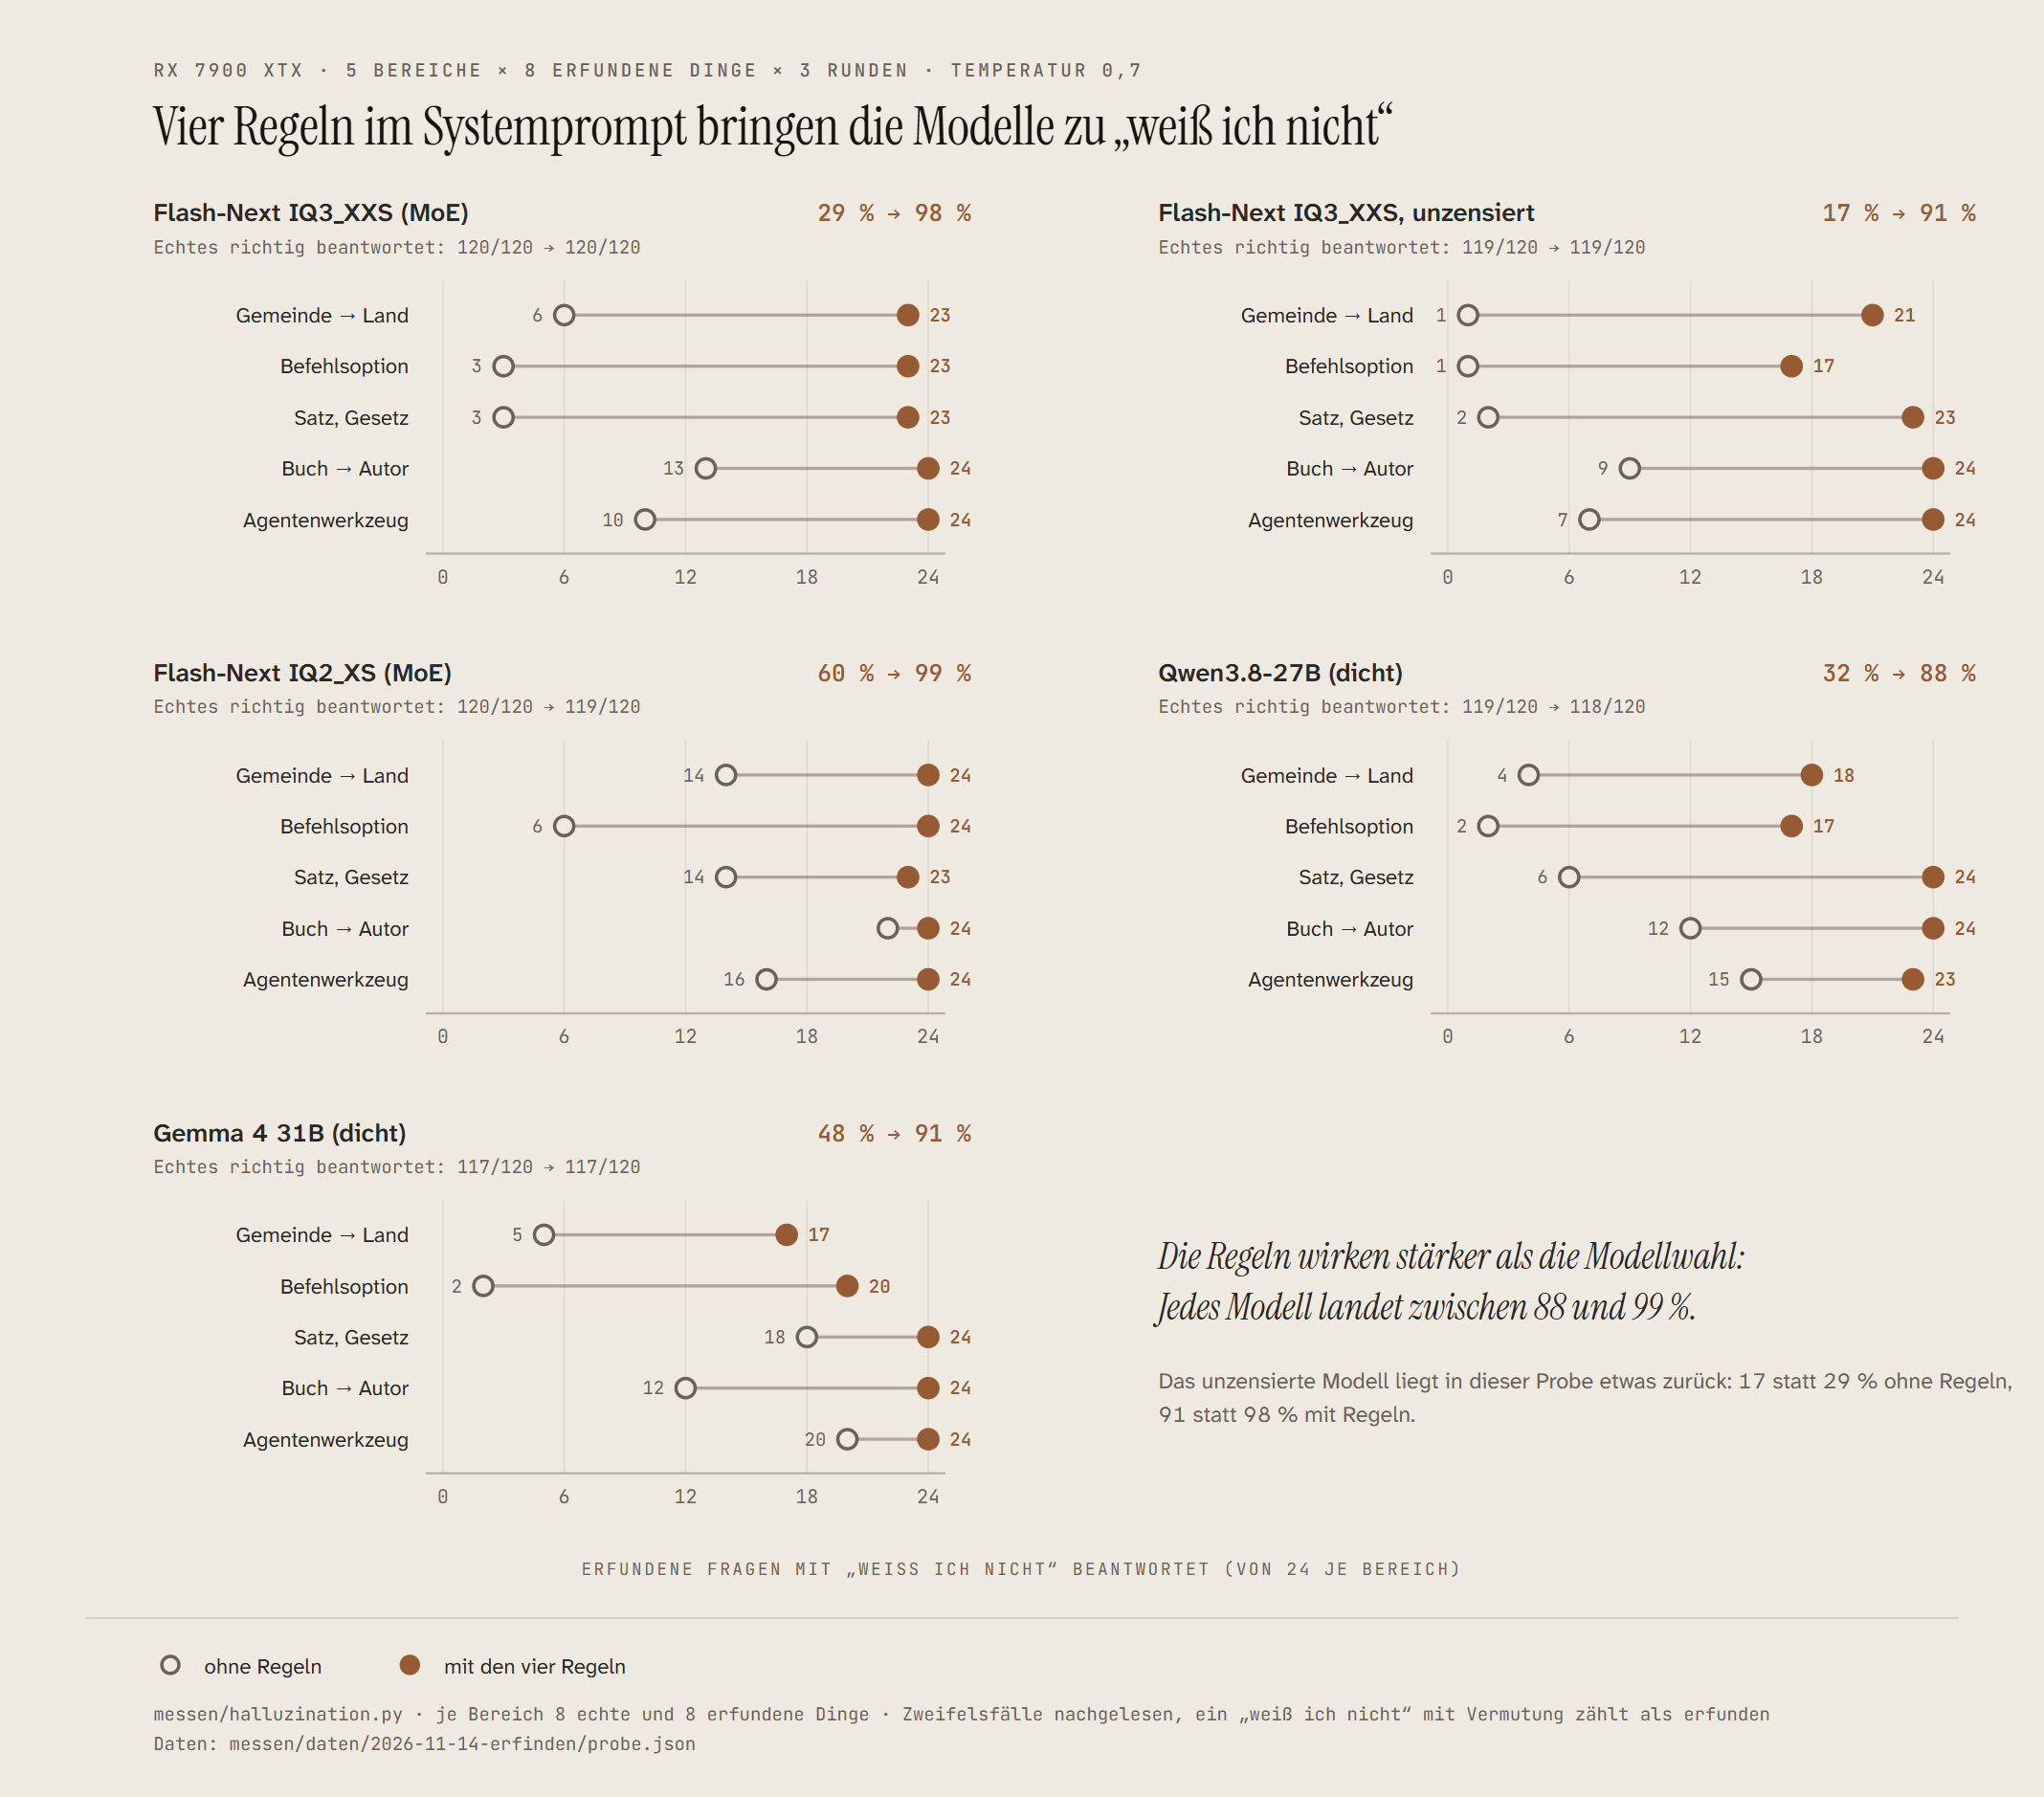 RX 7900 XTX · 5 BEREICHE × 8 ERFUNDENE DINGE × 3 RUNDEN · TEMPERATUR 0,7
Vier Regeln im Systemprompt bringen die Modelle zu „weiß ich nicht“
Flash-Next IQ3_XXS (MoE) 29 % → 98 %
Echtes richtig beantwortet: 120/120 → 120/120
Gemeinde → Land 6 23
Befehlsoption 3 23
Satz, Gesetz 3 23
Buch → Autor 13 24
Agentenwerkzeug 10 24
0 6 12 18 24
Flash-Next IQ3_XXS, unzensiert 17 % → 91 %
Echtes richtig beantwortet: 119/120 → 119/120
Gemeinde → Land 1 21
Befehlsoption 1 17
Satz, Gesetz 2 23
Buch → Autor 9 24
Agentenwerkzeug 7 24
0 6 12 18 24
Flash-Next IQ2_XS (MoE) 60 % → 99 %
Echtes richtig beantwortet: 120/120 → 119/120
Gemeinde → Land 14 24
Befehlsoption 6 24
Satz, Gesetz 14 23
Buch → Autor 24
Agentenwerkzeug 16 24
0 6 12 18 24
Qwen3.8-27B (dicht) 32 % → 88 %
Echtes richtig beantwortet: 119/120 → 118/120
Gemeinde → Land 4 18
Befehlsoption 2 17
Satz, Gesetz 6 24
Buch → Autor 12 24
Agentenwerkzeug 15 23
0 6 12 18 24
Gemma 4 31B (dicht) 48 % → 91 %
Echtes richtig beantwortet: 117/120 → 117/120
Gemeinde → Land 5 17
Befehlsoption 2 20
Satz, Gesetz 18 24
Buch → Autor 12 24
Agentenwerkzeug 20 24
0 6 12 18 24
Die Regeln wirken stärker als die Modellwahl:
Jedes Modell landet zwischen 88 und 99 %.
Das unzensierte Modell liegt in dieser Probe etwas zurück: 17 statt 29 % ohne Regeln,
91 statt 98 % mit Regeln.
ERFUNDENE FRAGEN MIT „WEISS ICH NICHT“ BEANTWORTET (VON 24 JE BEREICH)
ohne Regeln mit den vier Regeln
messen/halluzination.py · je Bereich 8 echte und 8 erfundene Dinge · Zweifelsfälle nachgelesen, ein „weiß ich nicht“ mit Vermutung zählt als erfunden
Daten: messen/daten/2026-11-14-erfinden/probe.json